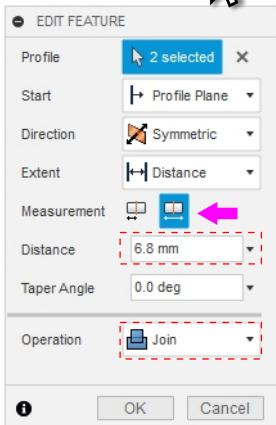 EDIT FEATURE
Profile 2 selected
Start Profile Plane
Direction Symmetric
Extent Distance
Measurement
Distance 6.8 mm
Taper Angle 0.0 deg
Operation Join
OK Cancel